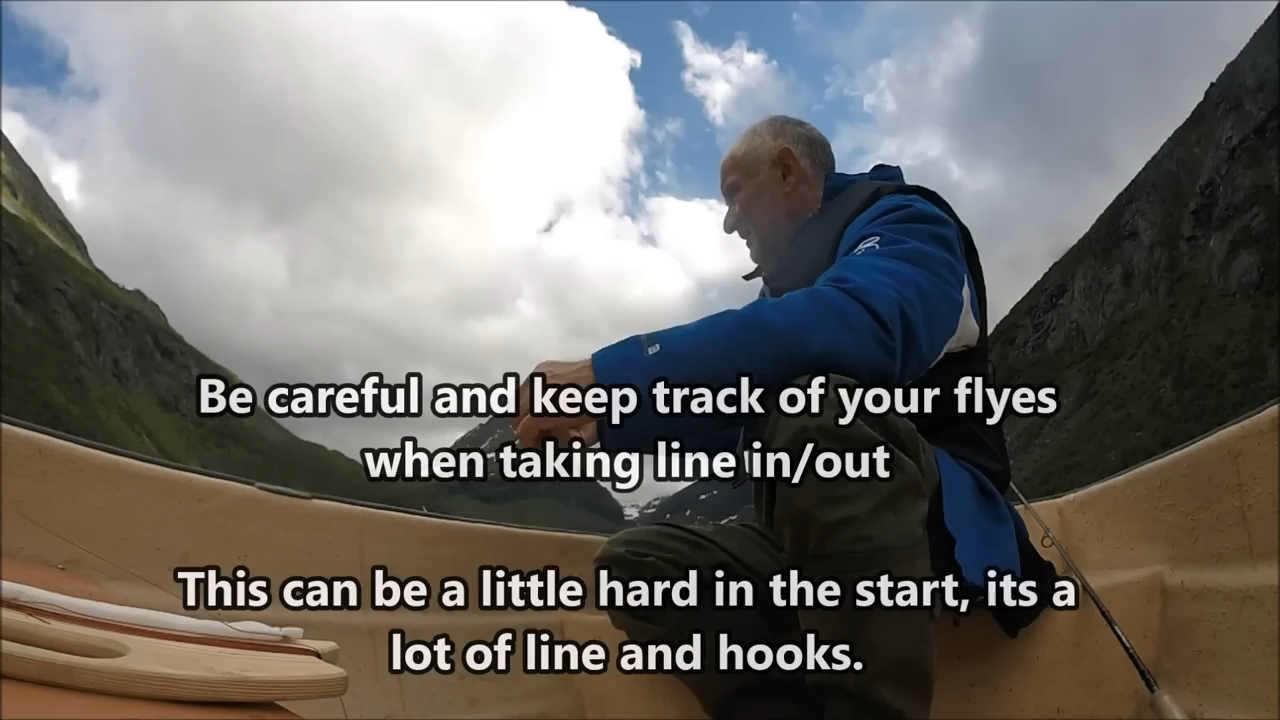 Be careful and keep track of your flyes
when taking line in/out
This can be a little hard in the start, its a
lot of line and hooks.